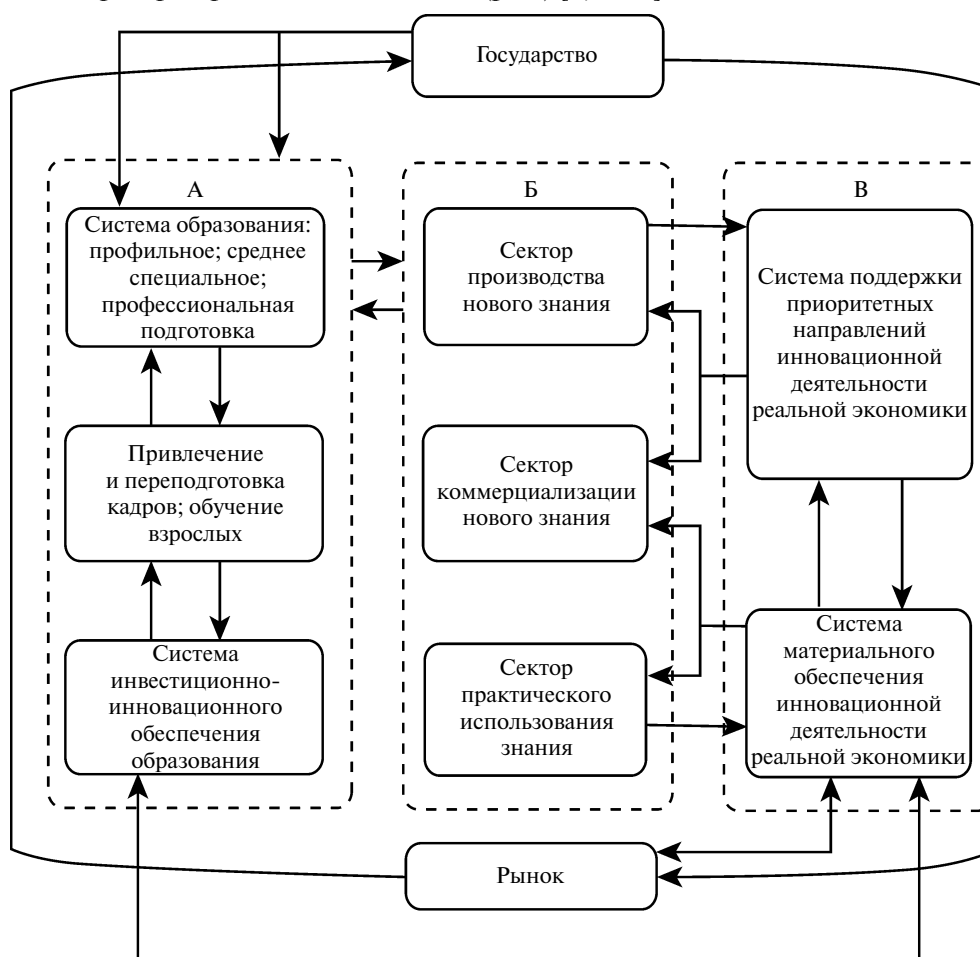 Государство
А
Система образования:
профильное; среднее
специальное;
профессиональная
подготовка
Привлечение
и переподготовка
кадров; обучение
взрослых
Система
инвестиционно-
инновационного
обеспечения
образования
Б
Сектор
производства
нового знания
Сектор
коммерциализации
нового знания
Сектор
практического
использования
знания
В
Система поддержки
приоритетных
направлений
инновационной
деятельности
реальной экономики
Система
материального
обеспечения
инновационной
деятельности
реальной экономики
Рынок